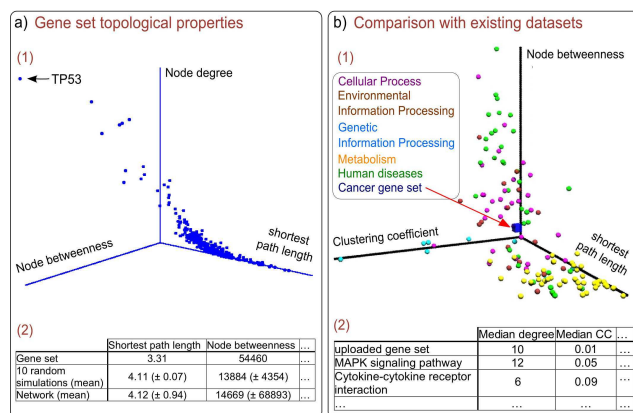 a) Gene set topological properties
(1)
TP53
Node degree
Node betweenness
shortest
path length
(2)
Shortest path length Node betweenness ...
Gene set 3.31 54460 ...
10 random
simulations (mean) 4.11 (± 0.07) 13884 (± 4354) ...
Network (mean) 4.12 (± 0.94) 14669 (± 68893) ...
b) Comparison with existing datasets
(1)
Node betweenness
Cellular Process
Environmental
Information Processing
Genetic
Information Processing
Metabolism
Human diseases
Cancer gene set
Clustering coefficient
shortest
path length
(2)
Median degree Median CC ...
uploaded gene set 10 0.01 ...
MAPK signaling pathway 12 0.05 ...
Cytokine-cytokine receptor
interaction 6 0.09 ...
... ... ... ...